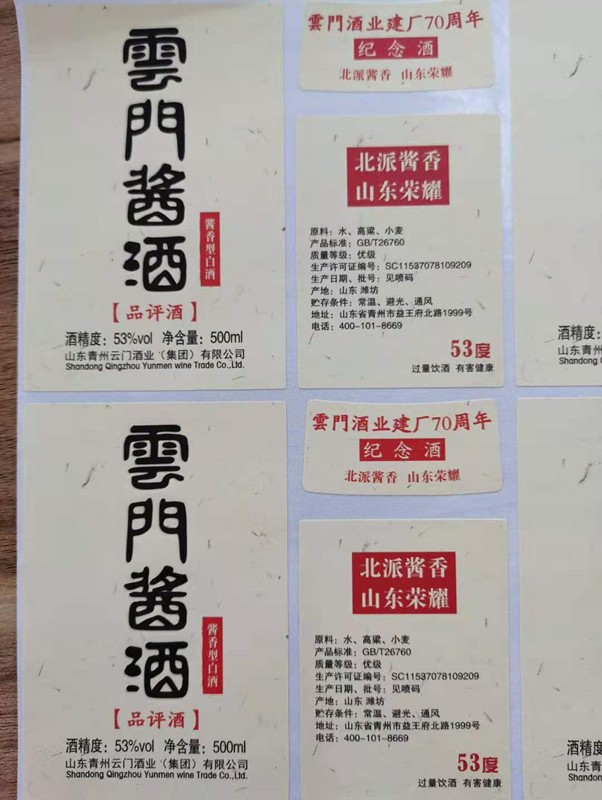 雲門酱酒
酱香型白酒
【品评酒】
酒精度：53%vol 净含量：500ml
山东青州云门酒业（集团）有限公司
Shandong Qingzhou Yunmen wine Trade Co.,Ltd.
雲門酒业建厂70周年
纪念酒
北派酱香 山东荣耀
北派酱香
山东荣耀
原料：水、高粱、小麦
产品标准：GB/T26760
质量等级：优级
生产许可证编号：SC11537078109209
生产日期、批号：见喷码
产地：山东 潍坊
贮存条件：常温、避光、通风
地址：山东省青州市益王府北路1999号
电话：400-101-8669
53度
过量饮酒 有害健康
酒精度：
山东青
Shandong
雲門酱酒
酱香型白酒
【品评酒】
酒精度：53%vol 净含量：500ml
山东青州云门酒业（集团）有限公司
Shandong Qingzhou Yunmen wine Trade Co.,Ltd.
雲門酒业建厂70周年
纪念酒
北派酱香 山东荣耀
北派酱香
山东荣耀
原料：水、高粱、小麦
产品标准：GB/T26760
质量等级：优级
生产许可证编号：SC11537078109209
生产日期、批号：见喷码
产地：山东 潍坊
贮存条件：常温、避光、通风
地址：山东省青州市益王府北路1999号
电话：400-101-8669
53度
过量饮酒 有害健康
酒精度
山东青
Shandong